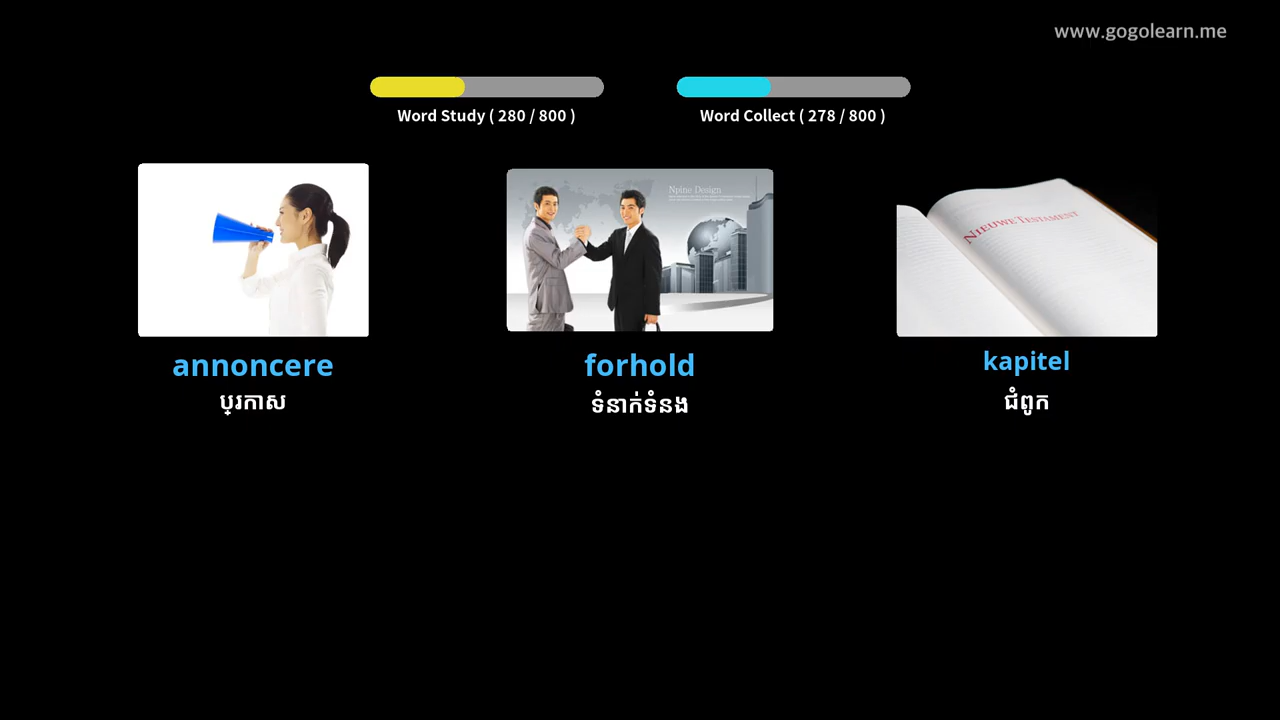 www.gogolearn.me
Word Study ( 280 / 800 )
Word Collect ( 278 / 800 )
Npine Design
NIEUWE TESTAMENT
annoncere
forhold
kapitel
ប្រកាស
ទំនាក់ទំនង
ជំពូក